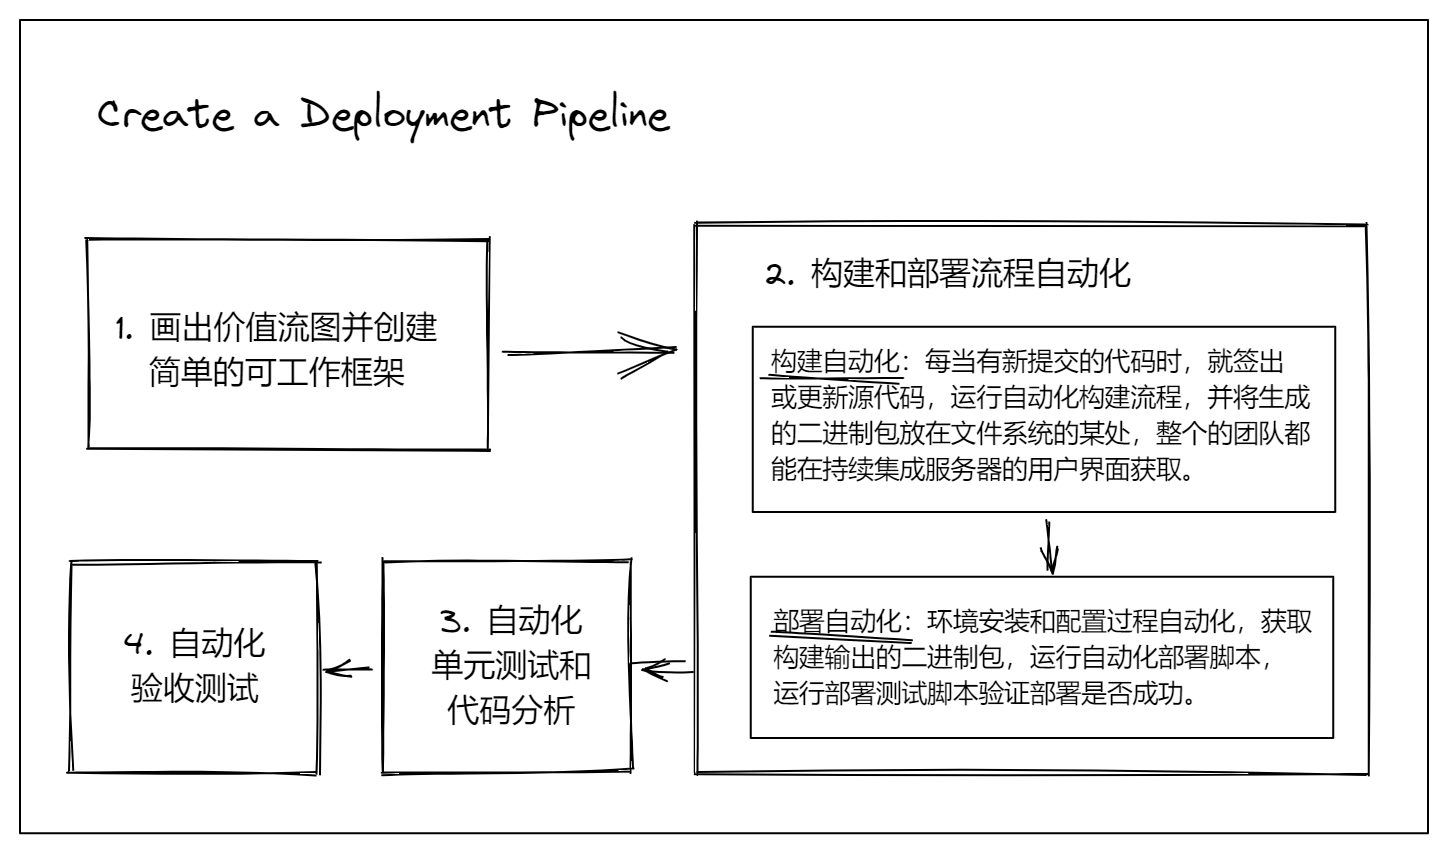 Create a Deployment Pipeline
1. 画出价值流图并创建
简单的可工作框架
2. 构建和部署流程自动化
构建自动化：每当有新提交的代码时，就签出
或更新源代码，运行自动化构建流程，并将生成
的二进制包放在文件系统的某处，整个的团队都
能在持续集成服务器的用户界面获取。
部署自动化：环境安装和配置过程自动化，获取
构建输出的二进制包，运行自动化部署脚本，
运行部署测试脚本验证部署是否成功。
3. 自动化
单元测试和
代码分析
4. 自动化
验收测试